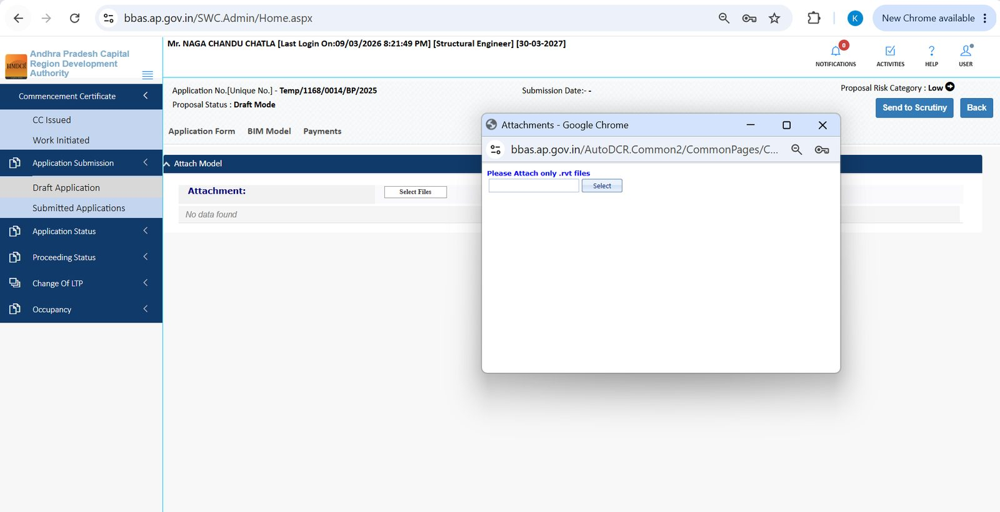 bbas.ap.gov.in/SWC.Admin/Home.aspx
K
New Chrome available
BIMDCR
Andhra Pradesh Capital
Region Development
Authority
Mr. NAGA CHANDU CHATLA [Last Login On:09/03/2026 8:21:49 PM] [Structural Engineer] [30-03-2027]
0
NOTIFICATIONS
ACTIVITIES
?
HELP
USER
Commencement Certificate
CC Issued
Work Initiated
Application Submission
Draft Application
Submitted Applications
Application Status
Proceeding Status
Change Of LTP
Occupancy
Application No.[Unique No.] - Temp/1168/0014/BP/2025
Submission Date:- -
Proposal Risk Category : Low
Proposal Status : Draft Mode
Send to Scrutiny
Back
Application Form
BIM Model
Payments
Attach Model
Attachment:
Select Files
No data found
Attachments - Google Chrome
bbas.ap.gov.in/AutoDCR.Common2/CommonPages/C...
Please Attach only .rvt files
Select